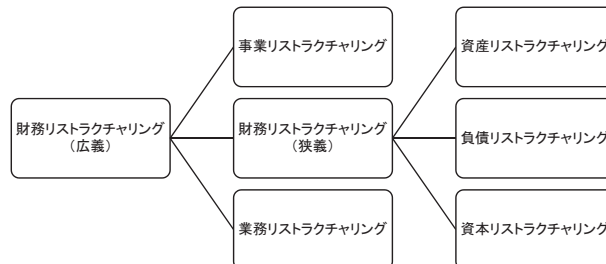 事業リストラクチャリング
資産リストラクチャリング
財務リストラクチャリング
（広義）
財務リストラクチャリング
（狭義）
負債リストラクチャリング
業務リストラクチャリング
資本リストラクチャリング